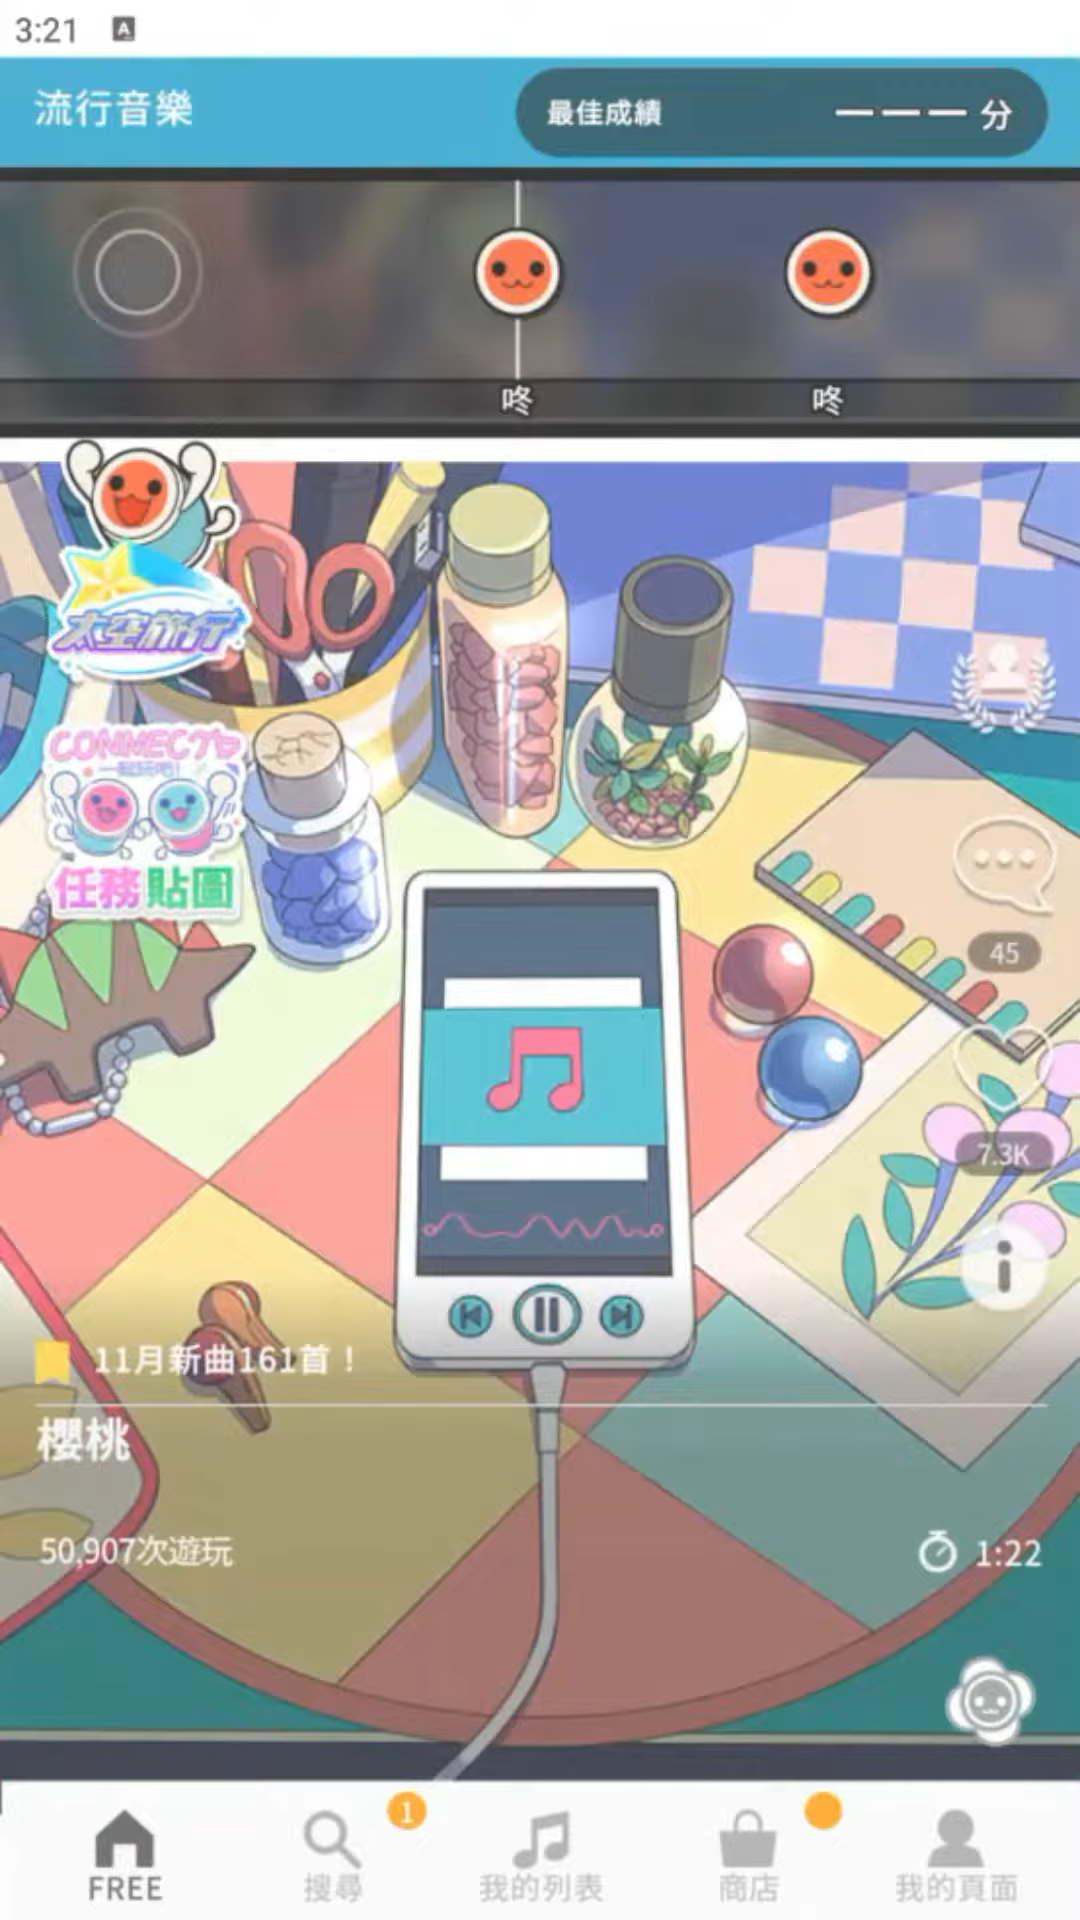 3:21
A
流行音樂
最佳成績
ーーー 分
咚 咚
太空旅行
CONNECT
任務貼圖
45
7.3K
11月新曲161首！
櫻桃
50,907次遊玩
1:22
1
FREE 搜尋 我的列表 商店 我的頁面